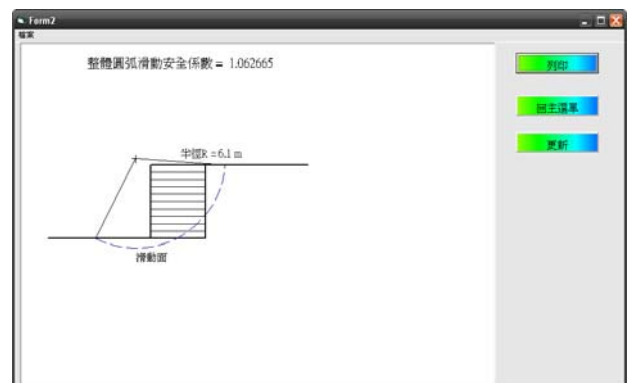 Form2
檔案
整體圓弧滑動安全係數 = 1.062665
列印
回主選單
更新
半徑R = 6.1 m
滑動面